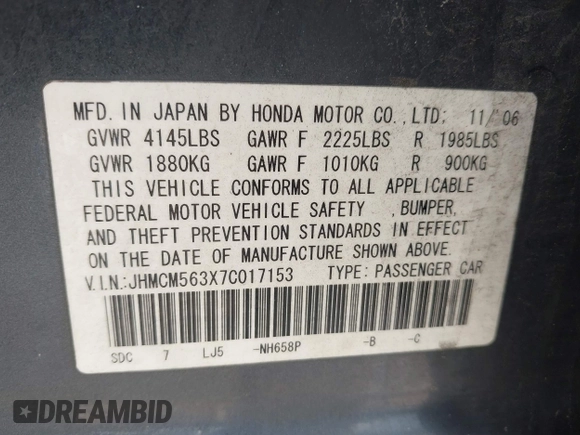 MFD. IN JAPAN BY HONDA MOTOR CO.,LTD: 11/'06
GVWR 4145LBS GAWR F 2225LBS R 1985LBS
GVWR 1880KG GAWR F 1010KG R 900KG
THIS VEHICLE CONFORMS TO ALL APPLICABLE
FEDERAL MOTOR VEHICLE SAFETY ,BUMPER,
AND THEFT PREVENTION STANDARDS IN EFFECT
ON THE DATE OF MANUFACTURE SHOWN ABOVE.
V.I.N.:JHMCM563X7C017153 TYPE: PASSENGER CAR
SDC 7 LJ5 -NH658P -B -C
DREAMBID